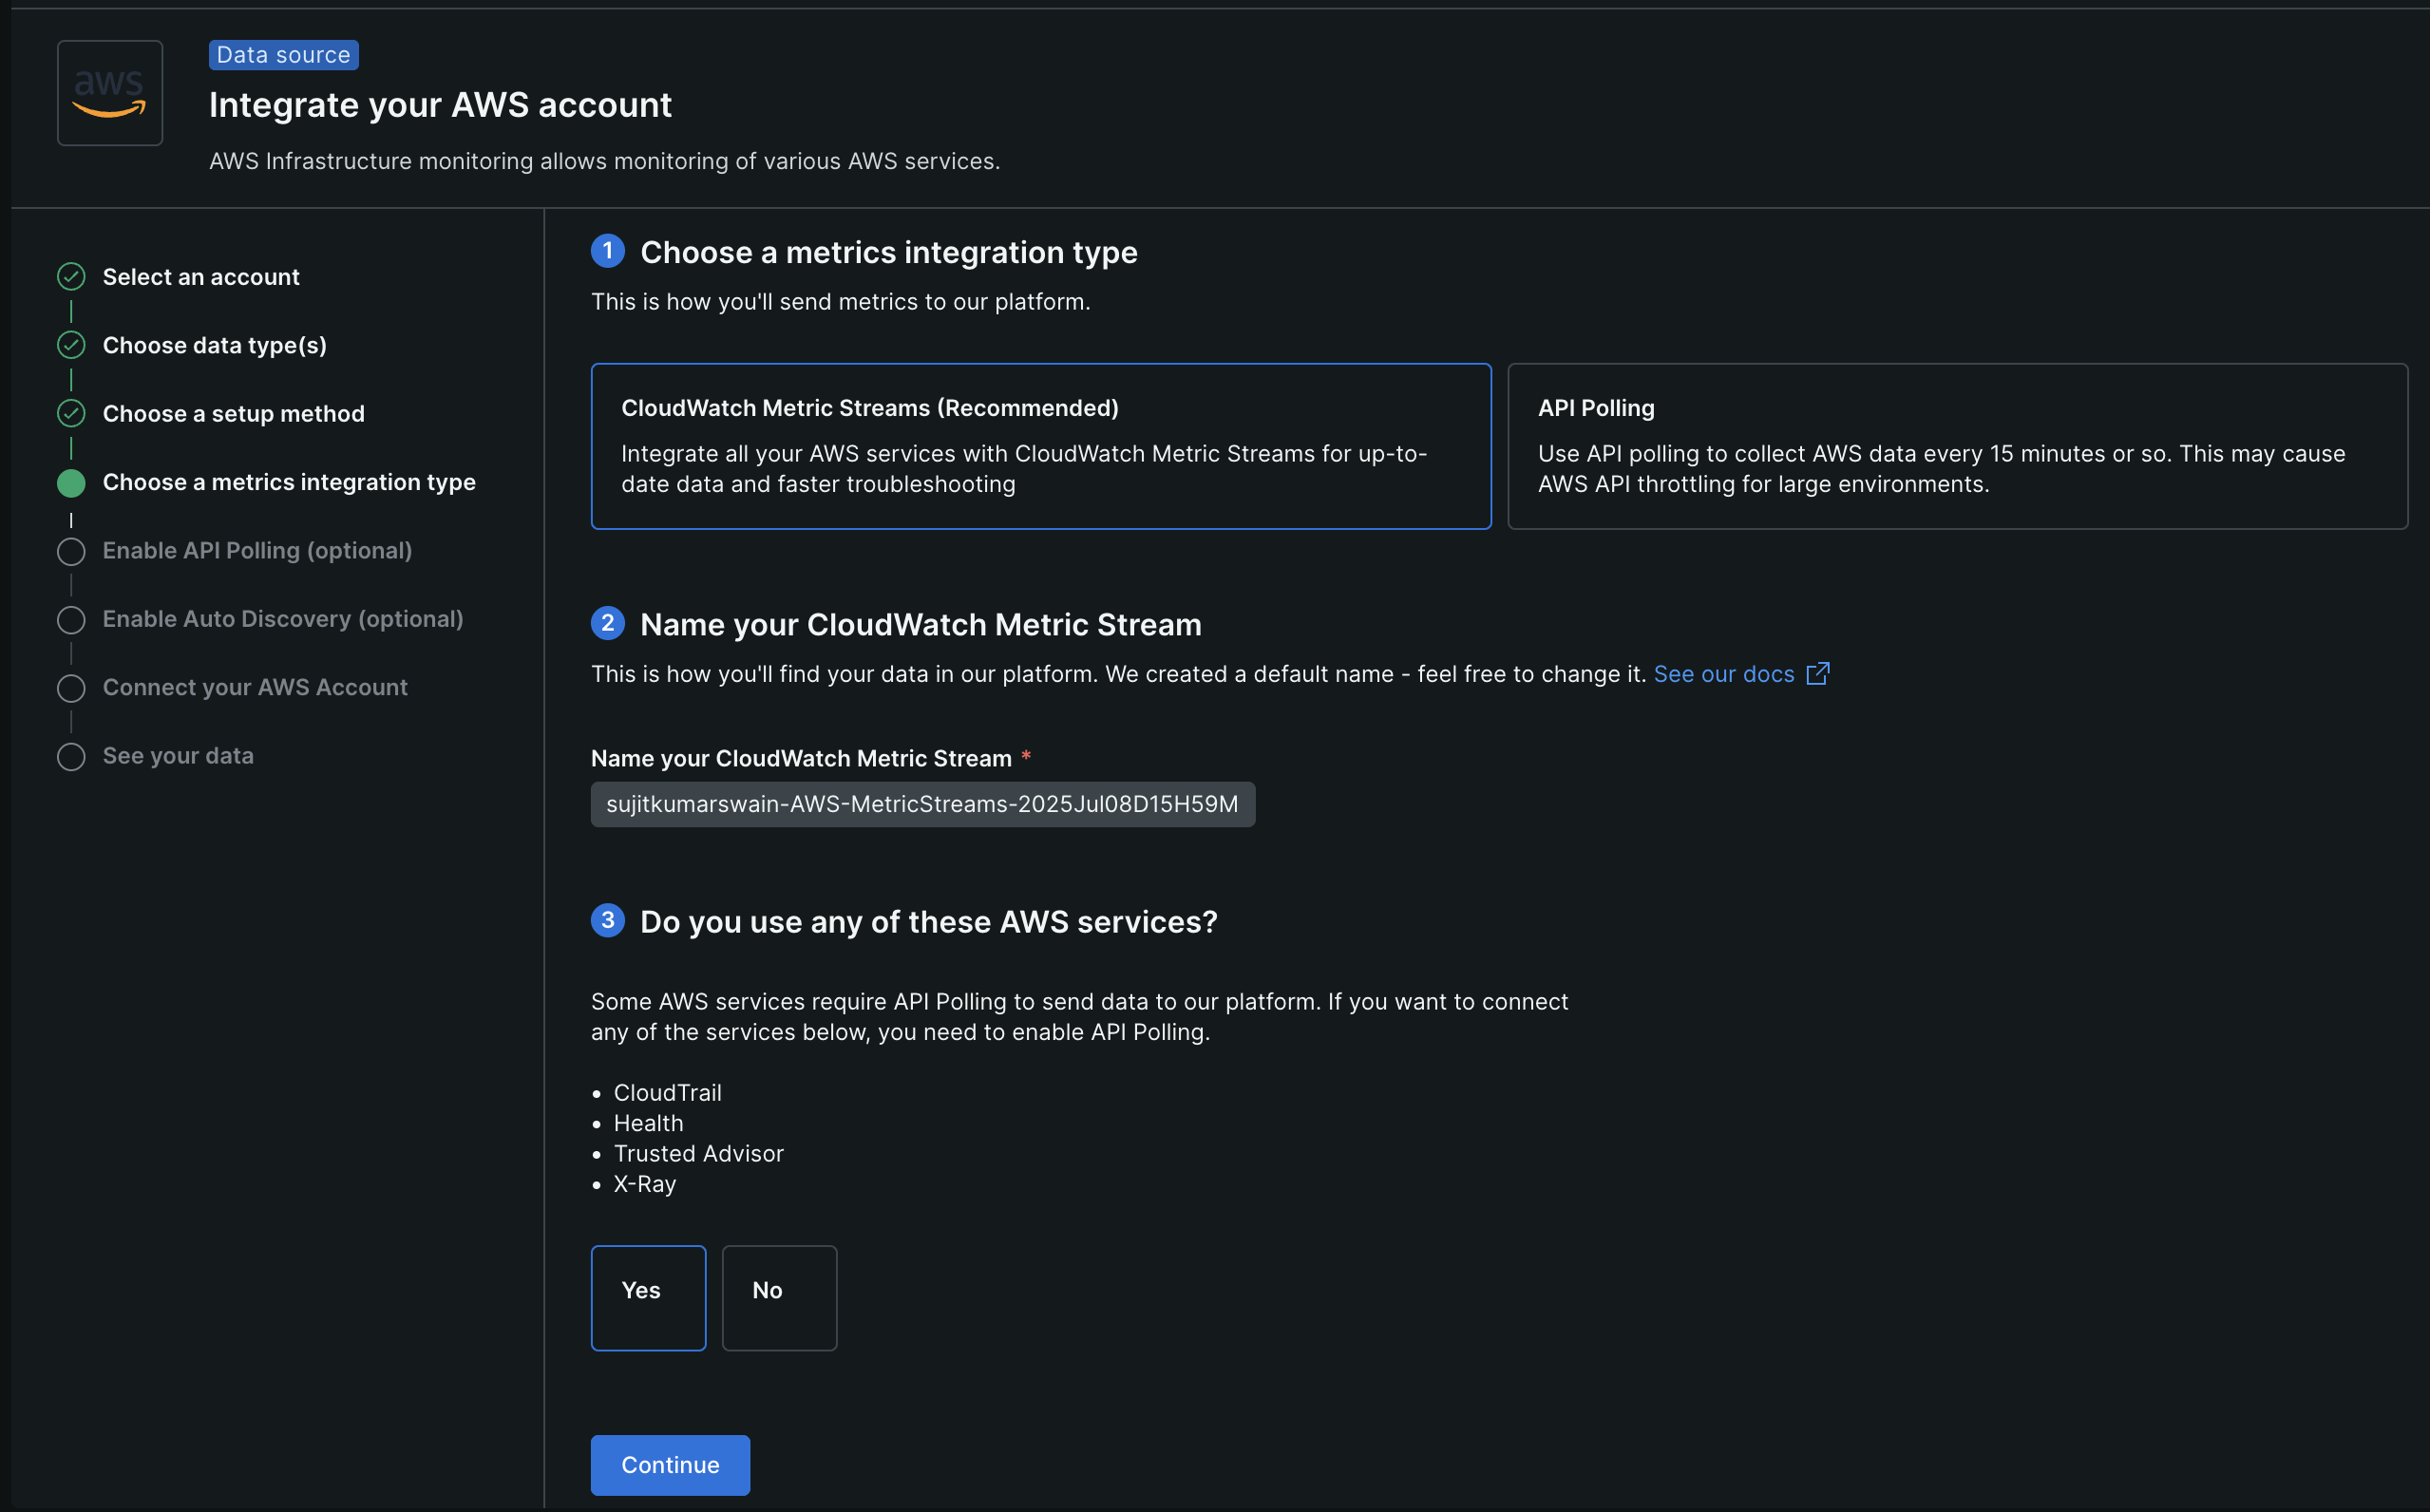 aws
Data source
Integrate your AWS account
AWS Infrastructure monitoring allows monitoring of various AWS services.
Select an account
Choose data type(s)
Choose a setup method
Choose a metrics integration type
Enable API Polling (optional)
Enable Auto Discovery (optional)
Connect your AWS Account
See your data
1 Choose a metrics integration type
This is how you'll send metrics to our platform.
CloudWatch Metric Streams (Recommended)
Integrate all your AWS services with CloudWatch Metric Streams for up-to-
date data and faster troubleshooting
API Polling
Use API polling to collect AWS data every 15 minutes or so. This may cause
AWS API throttling for large environments.
2 Name your CloudWatch Metric Stream
This is how you'll find your data in our platform. We created a default name - feel free to change it. See our docs
Name your CloudWatch Metric Stream *
sujitkumarswain-AWS-MetricStreams-2025Jul08D15H59M
3 Do you use any of these AWS services?
Some AWS services require API Polling to send data to our platform. If you want to connect
any of the services below, you need to enable API Polling.
• CloudTrail
• Health
• Trusted Advisor
• X-Ray
Yes
No
Continue